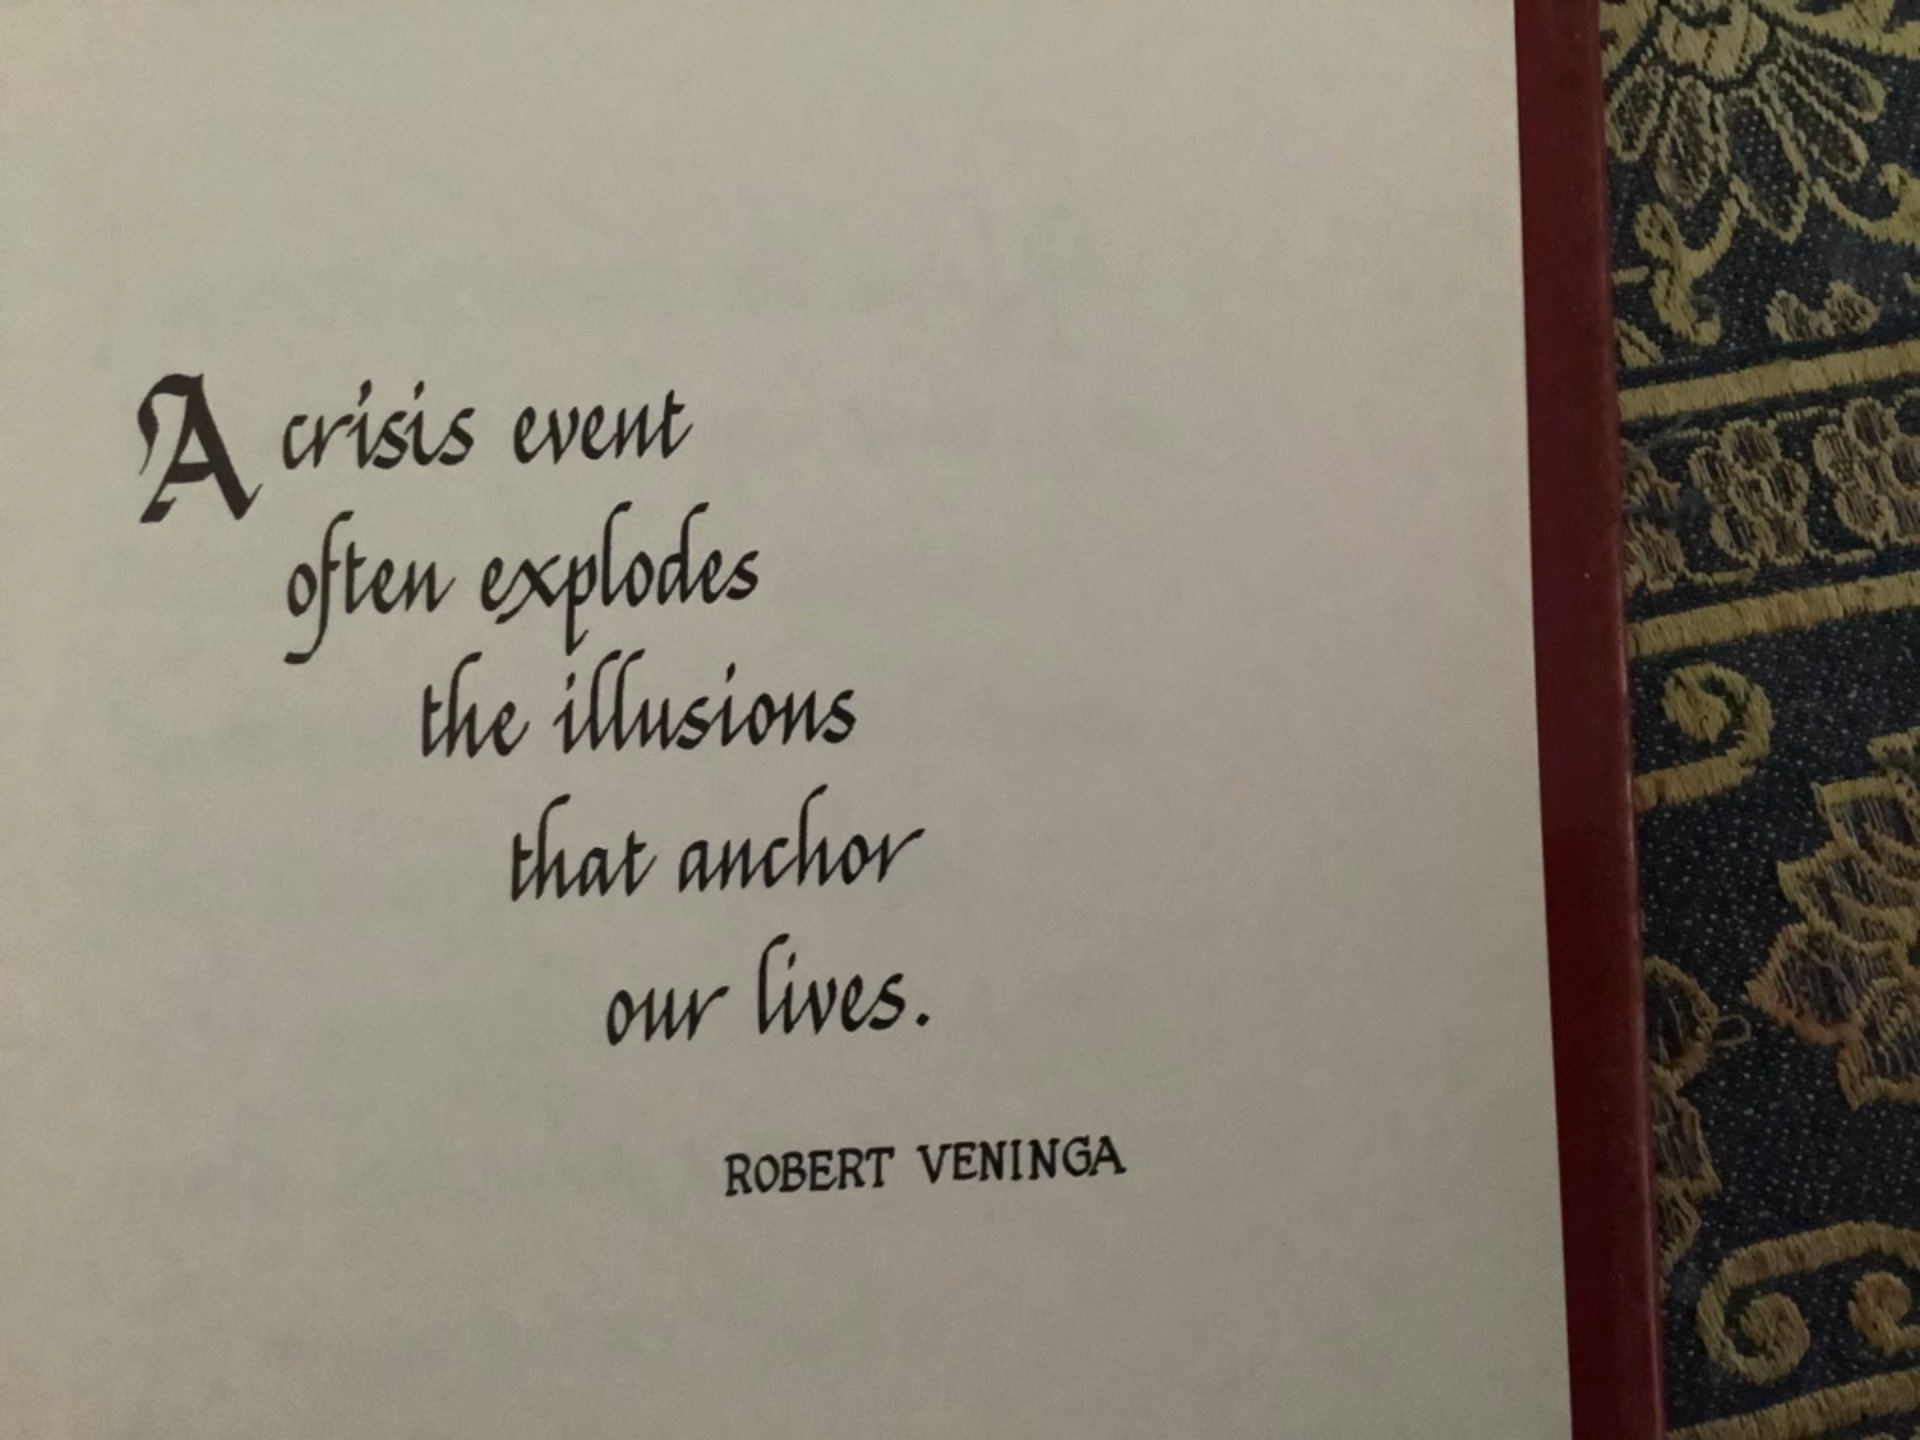 A crisis event
often explodes
the illusions
that anchor
our lives.
ROBERT VENINGA